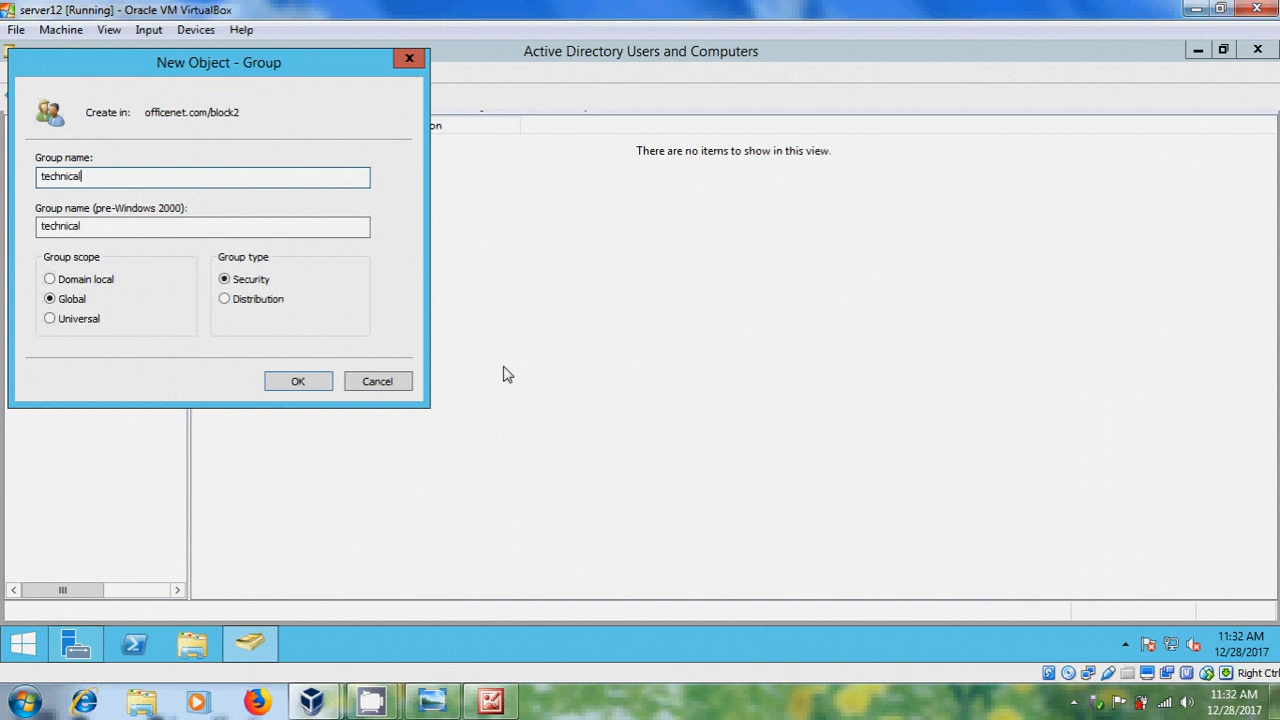 server12 [Running] - Oracle VM VirtualBox
File Machine View Input Devices Help
Active Directory Users and Computers
New Object - Group
Create in: officenet.com/block2
on
There are no items to show in this view.
Group name:
technical
Group name (pre-Windows 2000):
technical
Group scope
Domain local
Global
Universal
Group type
Security
Distribution
OK
Cancel
11:32 AM
12/28/2017
Right Ctrl
11:32 AM
12/28/2017